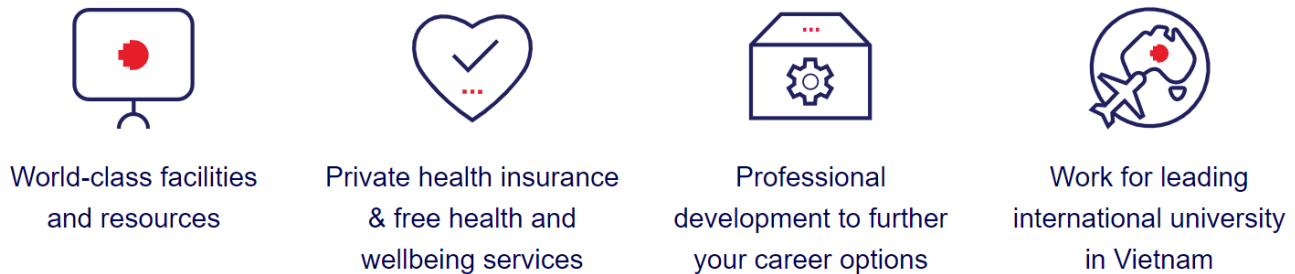 World-class facilities
and resources
Private health insurance
& free health and
wellbeing services
Professional
development to further
your career options
Work for leading
international university
in Vietnam